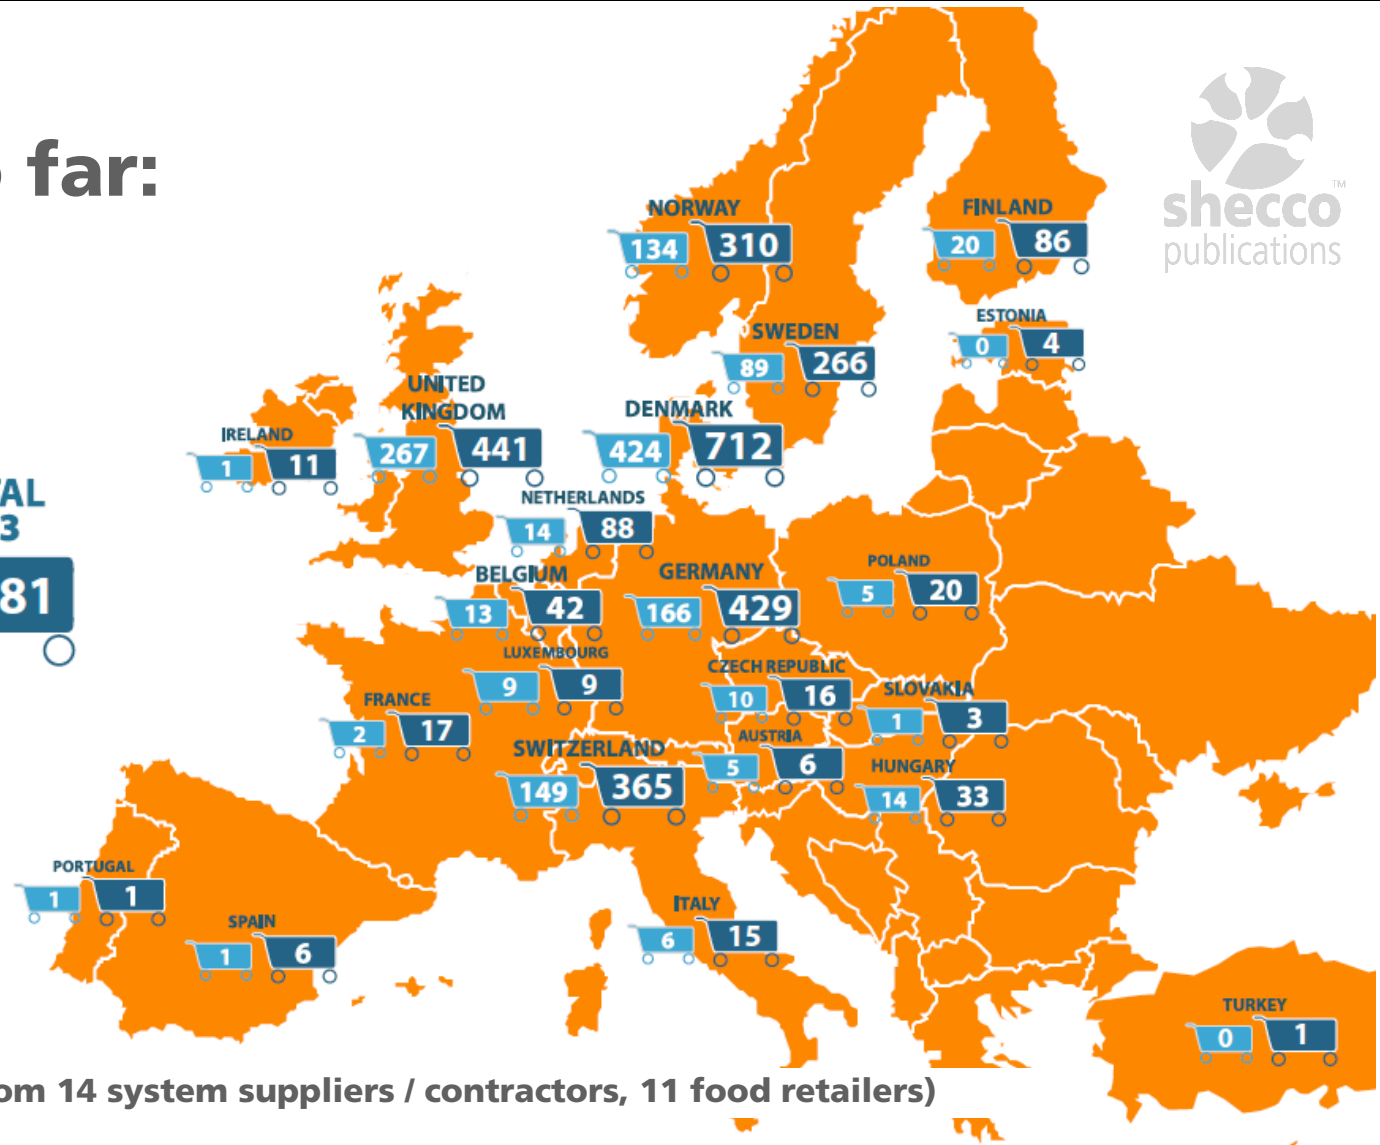 far:
shecco™
publications
NORWAY
134 310
FINLAND
20 86
SWEDEN
89 266
ESTONIA
0 4
UNITED
KINGDOM
267 441
DENMARK
424 712
IRELAND
1 11
NETHERLANDS
14 88
TAL
3
81
BELGIUM
13 42
GERMANY
166 429
POLAND
5 20
LUXEMBOURG
9 9
CZECH REPUBLIC
10 16
SLOVAKIA
1 3
FRANCE
2 17
AUSTRIA
5 6
SWITZERLAND
149 365
HUNGARY
14 33
PORTUGAL
1 1
SPAIN
1 6
ITALY
6 15
TURKEY
0 1
om 14 system suppliers / contractors, 11 food retailers)